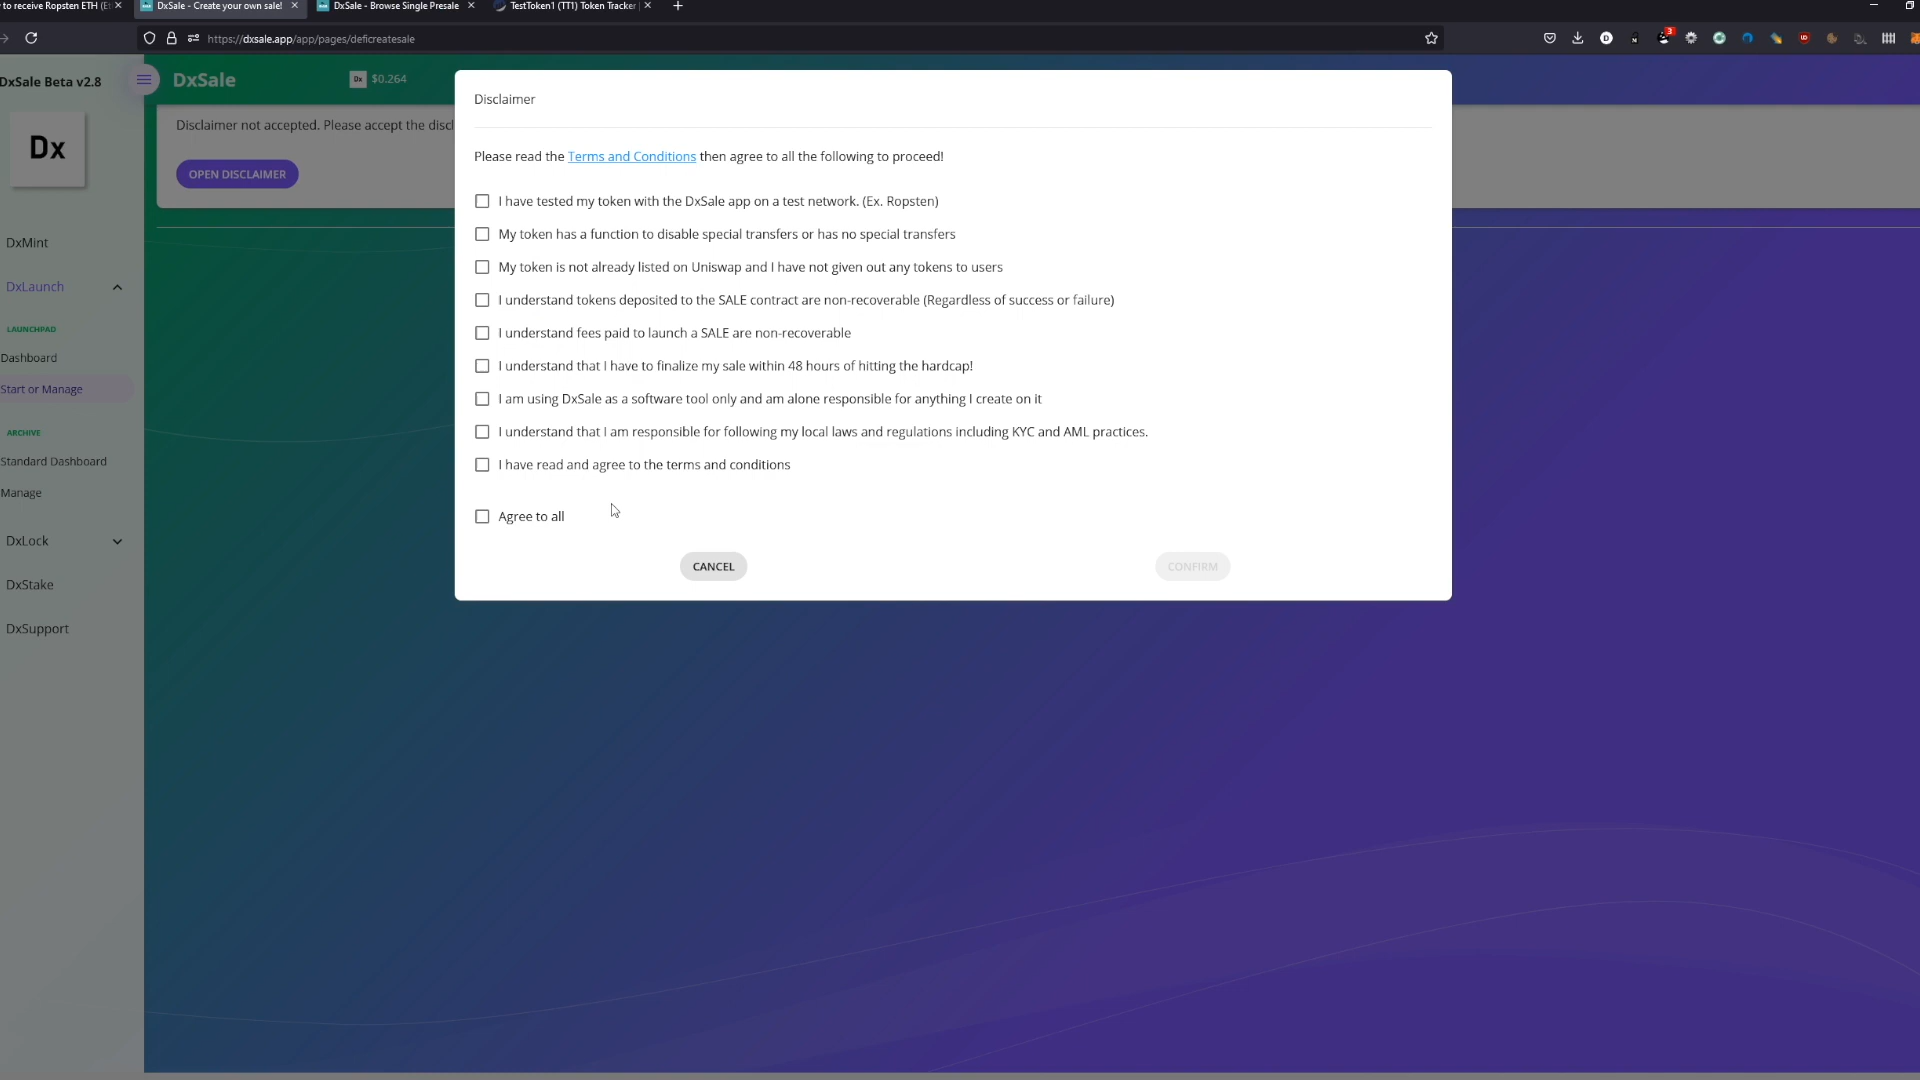 to receive Ropsten ETH (Et
DxSale - Create your own sale!
DxSale - Browse Single Presale
TestToken1 (TT1) Token Tracker |
https://dxsale.app/app/pages/deficreatesale
3
DxSale Beta v2.8
DxSale
Dx $0.264
Dx
Disclaimer not accepted. Please accept the discl
OPEN DISCLAIMER
DxMint
DxLaunch
LAUNCHPAD
Dashboard
Start or Manage
ARCHIVE
Standard Dashboard
Manage
DxLock
DxStake
DxSupport
Disclaimer
Please read the Terms and Conditions then agree to all the following to proceed!
I have tested my token with the DxSale app on a test network. (Ex. Ropsten)
My token has a function to disable special transfers or has no special transfers
My token is not already listed on Uniswap and I have not given out any tokens to users
I understand tokens deposited to the SALE contract are non-recoverable (Regardless of success or failure)
I understand fees paid to launch a SALE are non-recoverable
I understand that I have to finalize my sale within 48 hours of hitting the hardcap!
I am using DxSale as a software tool only and am alone responsible for anything I create on it
I understand that I am responsible for following my local laws and regulations including KYC and AML practices.
I have read and agree to the terms and conditions
Agree to all
CANCEL
CONFIRM